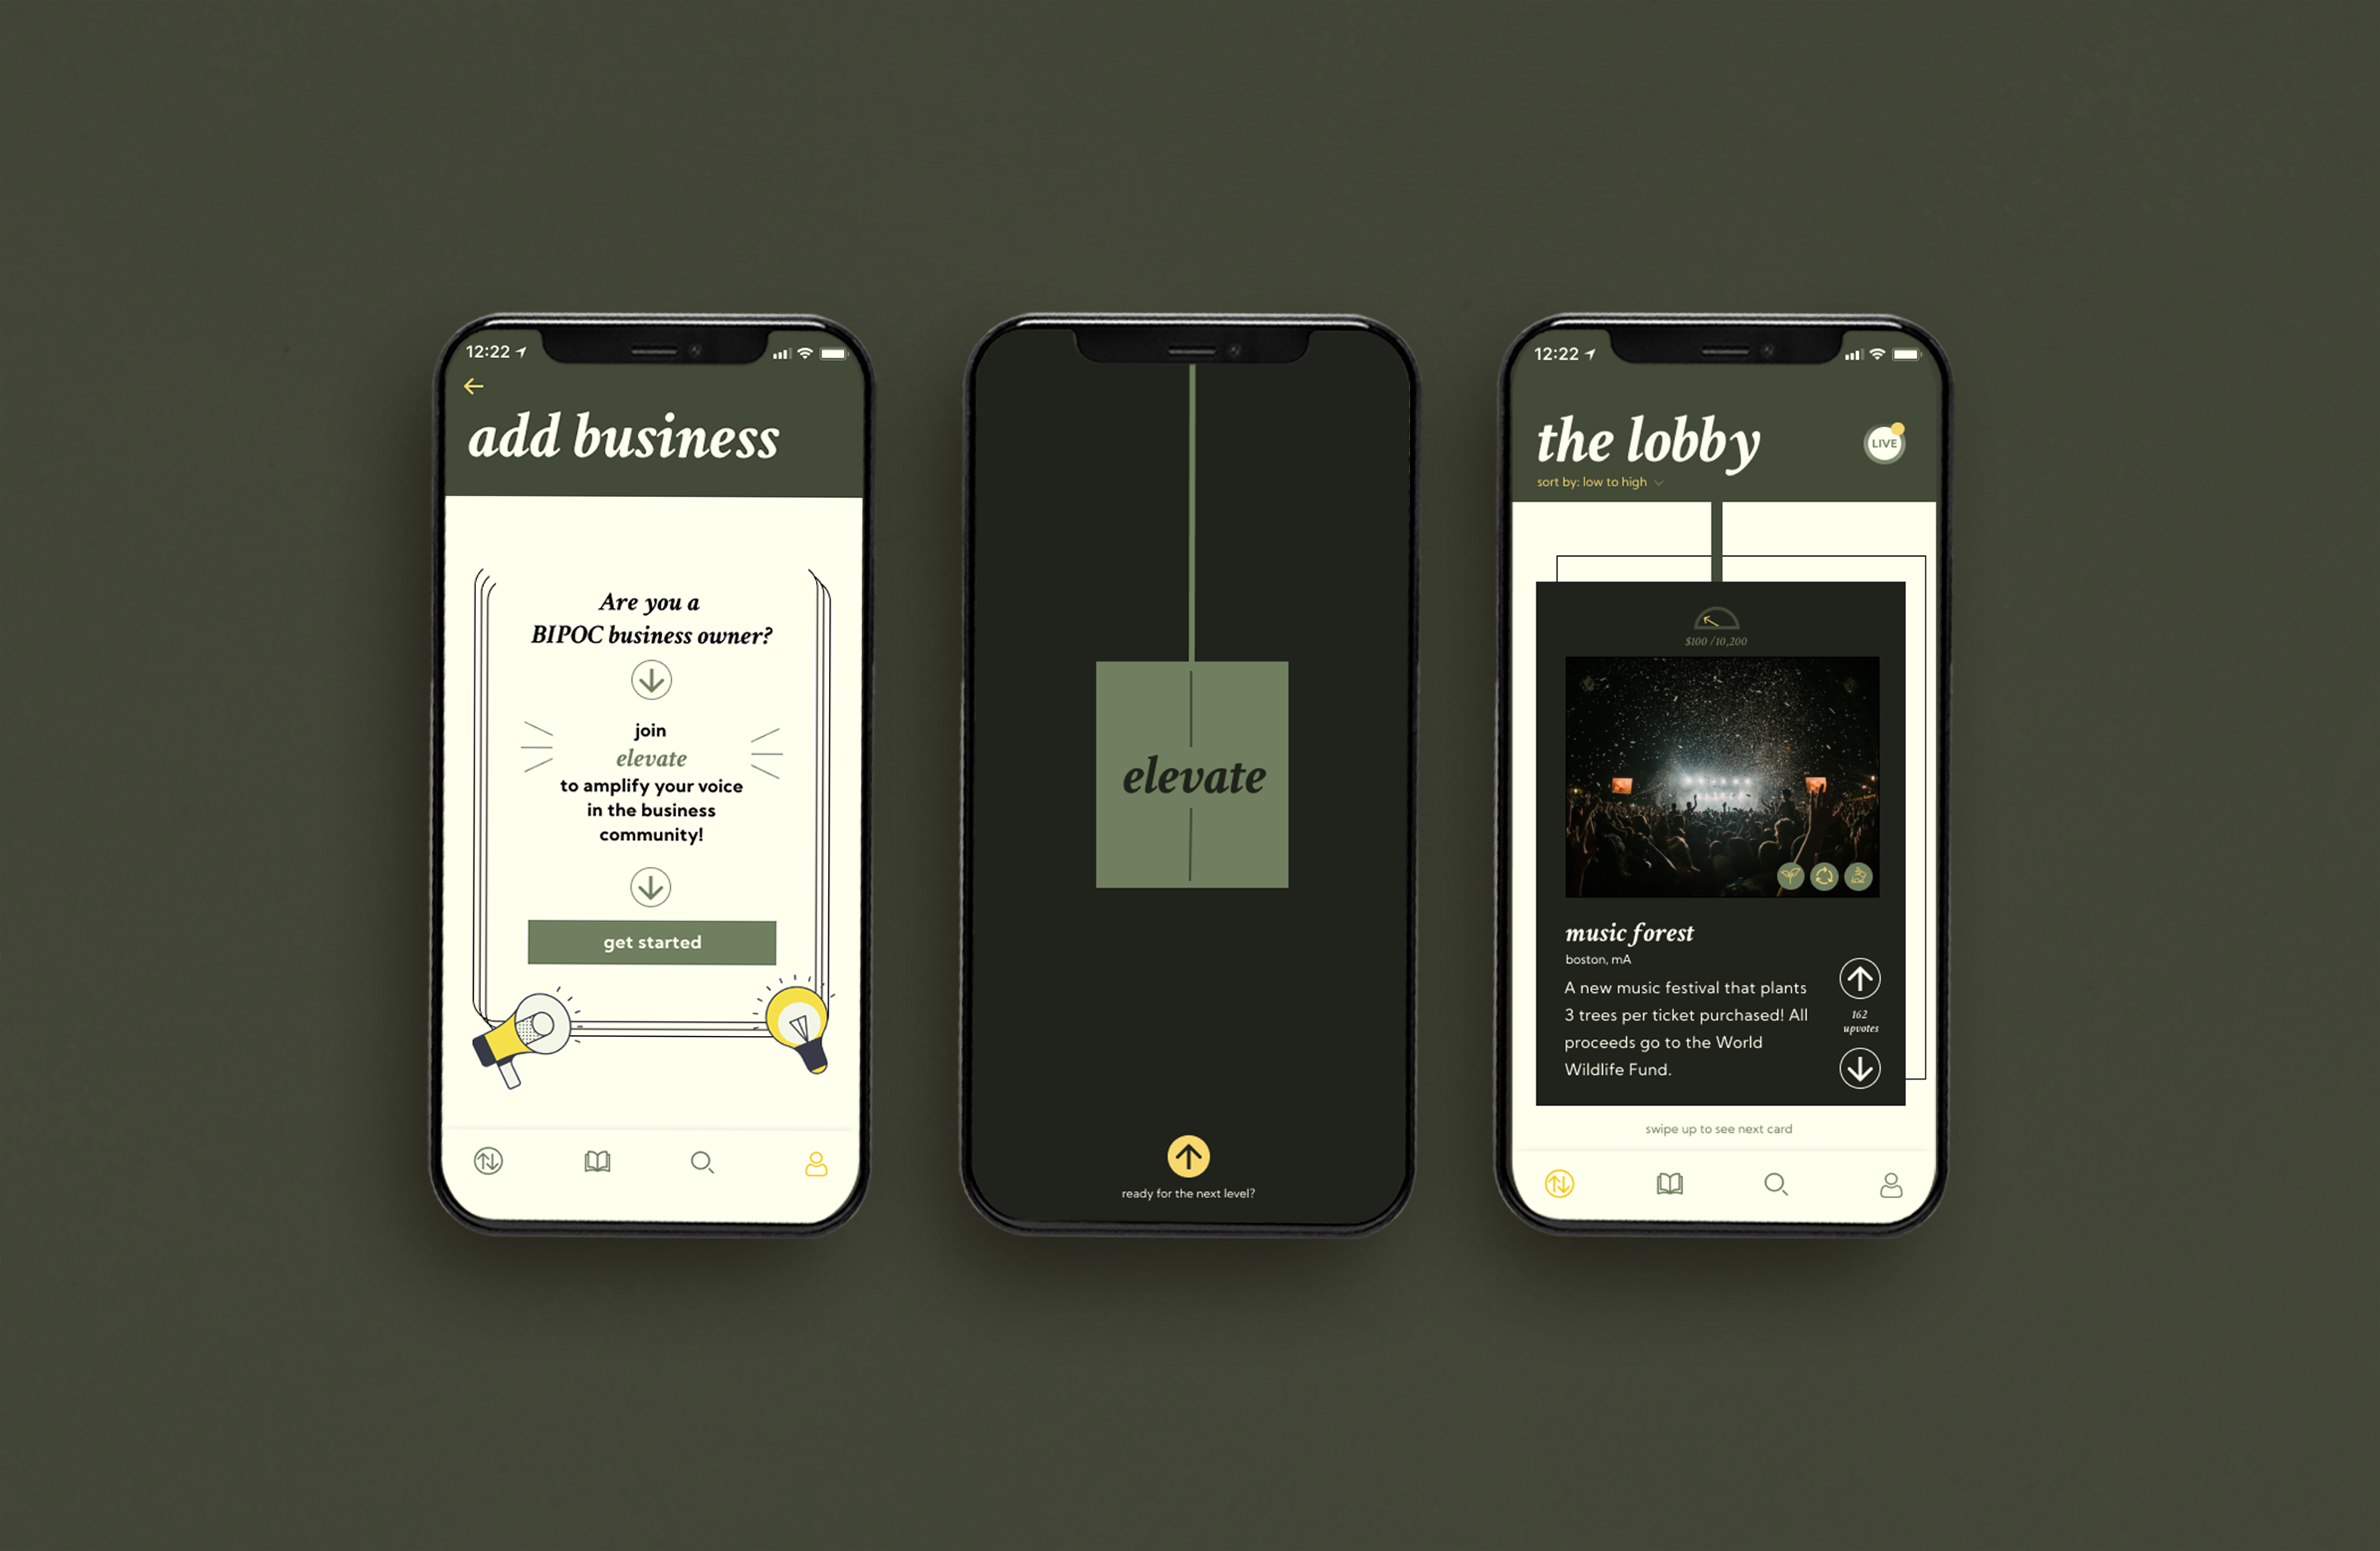 12:22
add business
Are you a
BIPOC business owner?
join
elevate
to amplify your voice
in the business
community!
get started
elevate
ready for the next level?
12:22
the lobby
LIVE
sort by: low to high
$100 /10,200
music forest
boston, mA
A new music festival that plants
3 trees per ticket purchased! All
proceeds go to the World
Wildlife Fund.
162
upvotes
swipe up to see next card